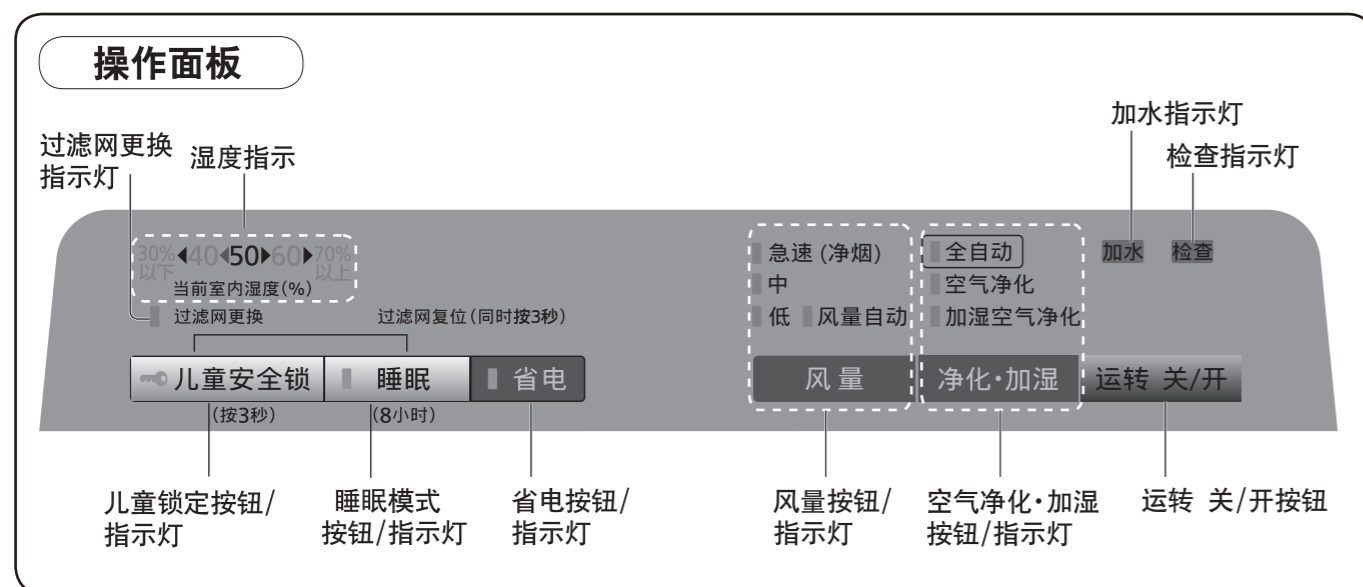 操作面板
加水指示灯
过滤网更换
指示灯
湿度指示
检查指示灯
30%
以下
◀40◀50▶60▶
70%
以上
当前室内湿度(%)
过滤网更换
过滤网复位(同时按3秒)
急速 (净烟)
中
低 风量自动
全自动
空气净化
加湿空气净化
加水 检查
儿童安全锁 睡眠 省电
(按3秒)
(8小时)
风量 净化·加湿 运转 关/开
儿童锁定按钮/
指示灯
睡眠模式
按钮/指示灯
省电按钮/
指示灯
风量按钮/
指示灯
空气净化·加湿
按钮/指示灯
运转 关/开按钮